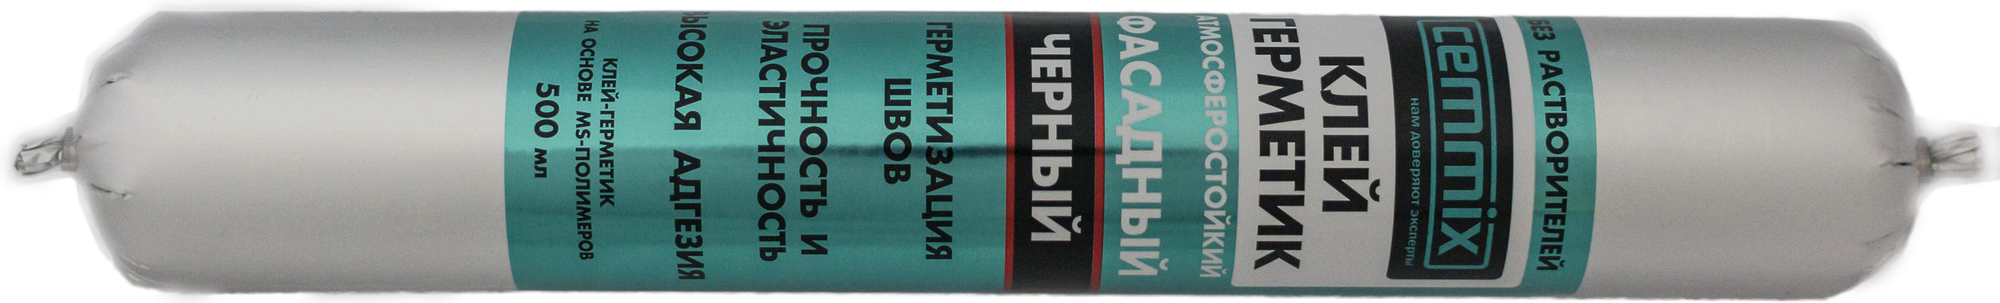 БЕЗ РАСТВОРИТЕЛЕЙ
cemmix
нам доверяют эксперты
КЛЕЙ
ГЕРМЕТИК
АТМОСФЕРОСТОЙКИЙ
ФАСАДНЫЙ
ЧЕРНЫЙ
ГЕРМЕТИЗАЦИЯ
ШВОВ
ПРОЧНОСТЬ И
ЭЛАСТИЧНОСТЬ
ВЫСОКАЯ АДГЕЗИЯ
КЛЕЙ-ГЕРМЕТИК
НА ОСНОВЕ MS-ПОЛИМЕРОВ
500 мл